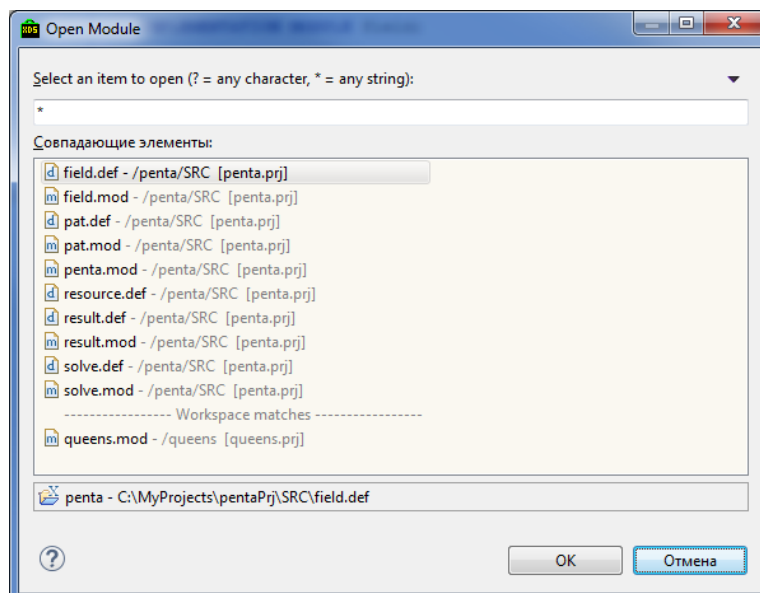 Open Module
Select an item to open (? = any character, * = any string):
*
Совпадающие элементы:
field.def - /penta/SRC [penta.prj]
field.mod - /penta/SRC [penta.prj]
pat.def - /penta/SRC [penta.prj]
pat.mod - /penta/SRC [penta.prj]
penta.mod - /penta/SRC [penta.prj]
resource.def - /penta/SRC [penta.prj]
result.def - /penta/SRC [penta.prj]
result.mod - /penta/SRC [penta.prj]
solve.def - /penta/SRC [penta.prj]
solve.mod - /penta/SRC [penta.prj]
----------------- Workspace matches -----------------
queens.mod - /queens [queens.prj]
penta - C:\MyProjects\pentaPrj\SRC\field.def
OK Отмена